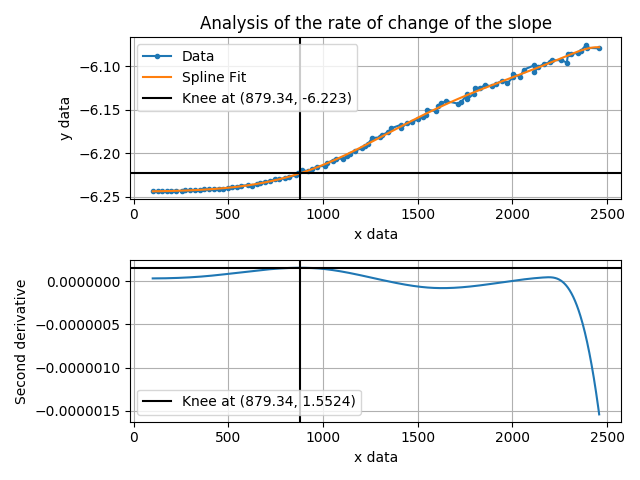 Analysis of the rate of change of the slope
Data
Spline Fit
Knee at (879.34, -6.223)
y data
−6.10
−6.15
−6.20
−6.25
0 500 1000 1500 2000 2500
x data
Second derivative
0.0000000
−0.0000005
−0.0000010
−0.0000015
Knee at (879.34, 1.5524)
0 500 1000 1500 2000 2500
x data